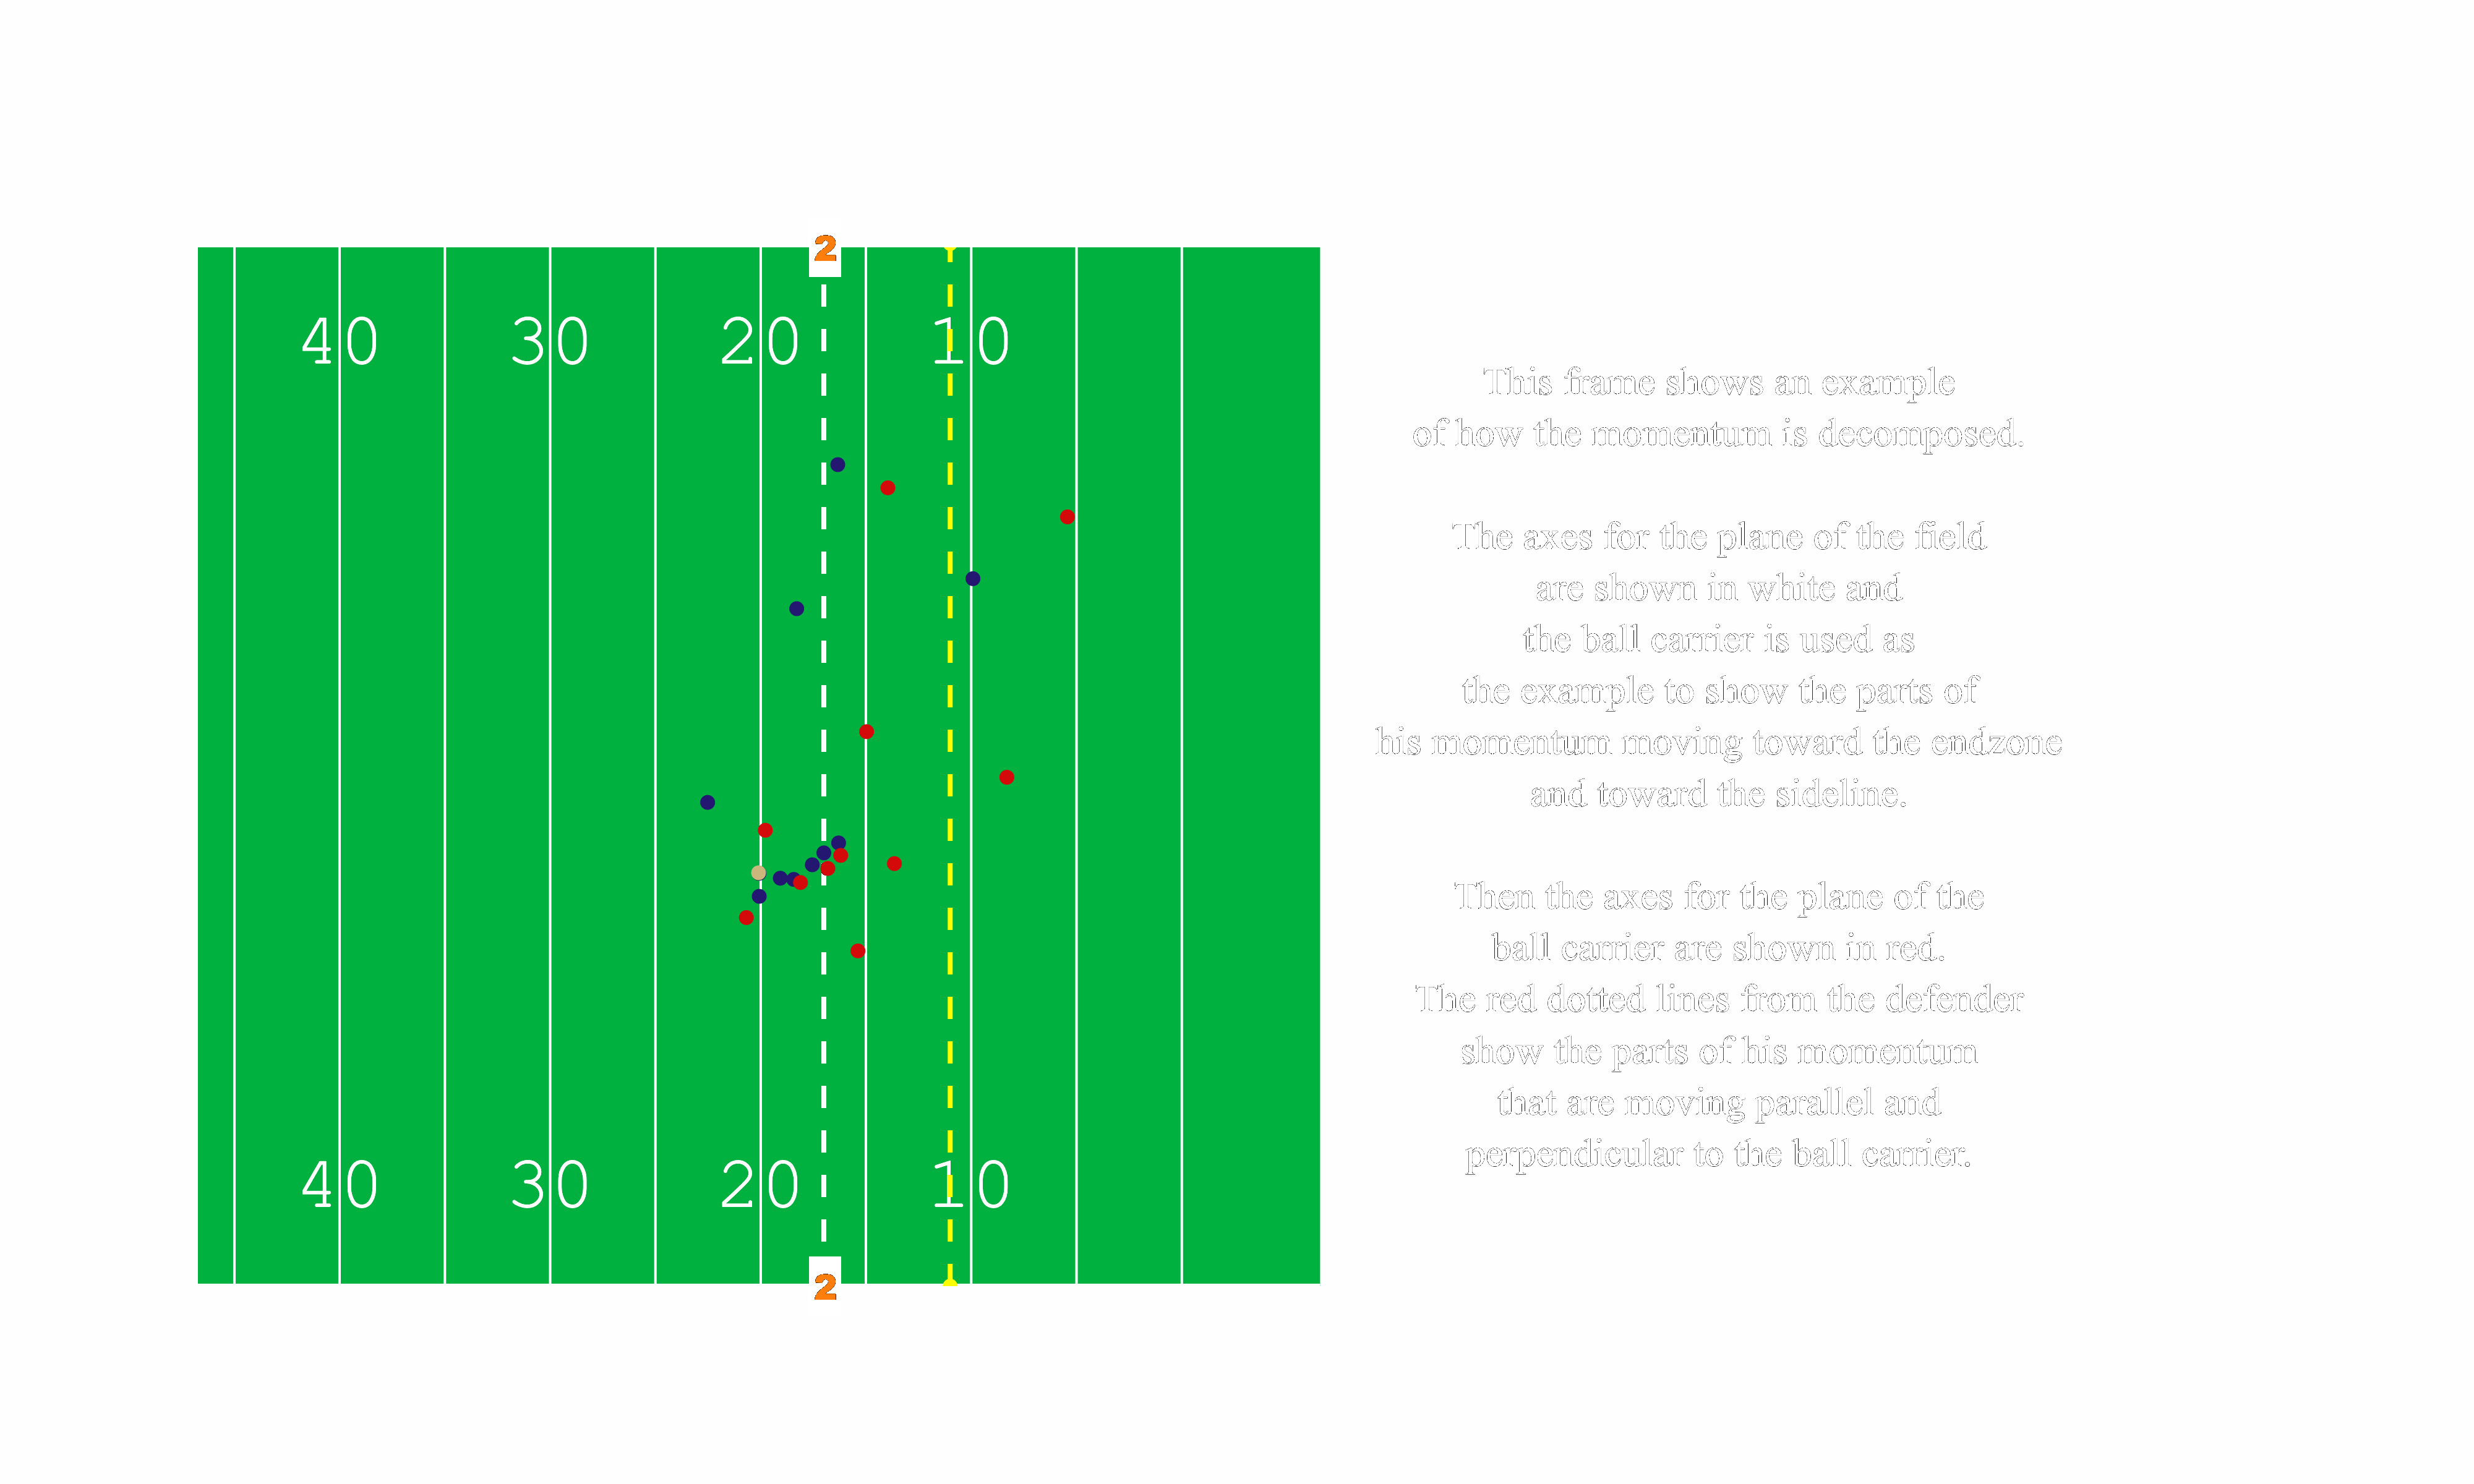 2
40 30 20 10
This frame shows an example
of how the momentum is decomposed.
The axes for the plane of the field
are shown in white and
the ball carrier is used as
the example to show the parts of
his momentum moving toward the endzone
and toward the sideline.
Then the axes for the plane of the
ball carrier are shown in red.
The red dotted lines from the defender
show the parts of his momentum
that are moving parallel and
perpendicular to the ball carrier.
40 30 20 10
2